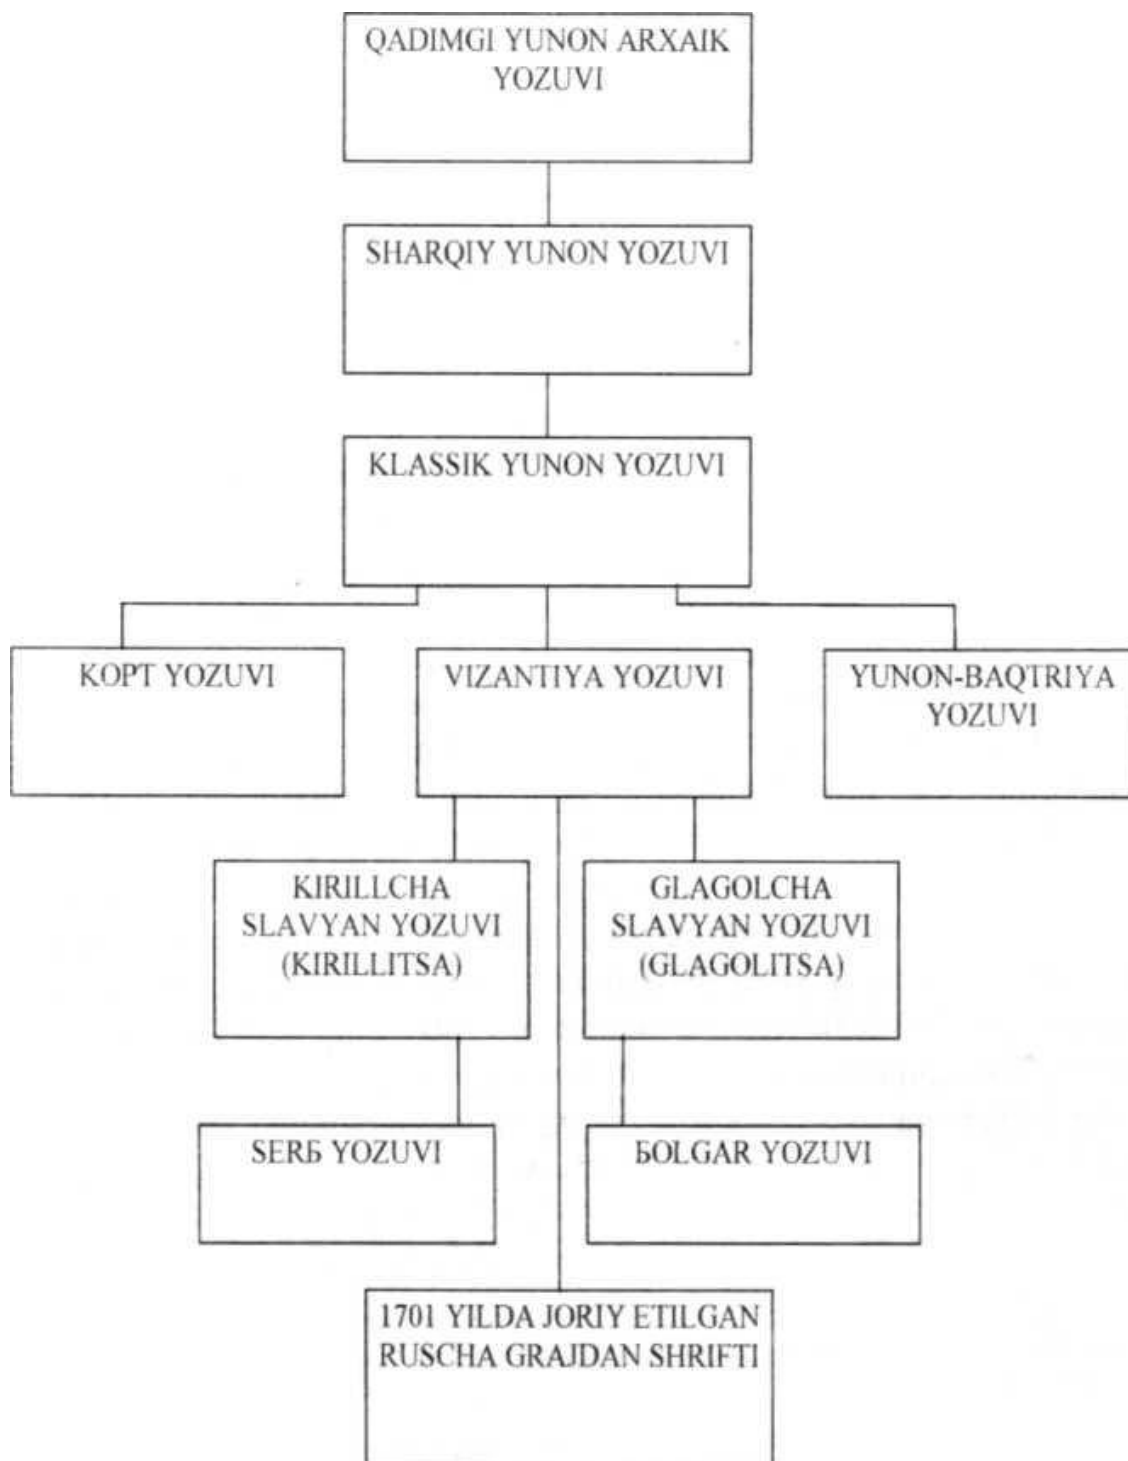 QADIMGI YUNON ARXAIK
YOZUVI
SHARQIY YUNON YOZUVI
KLASSIK YUNON YOZUVI
KOPT YOZUVI
VIZANTIYA YOZUVI
YUNON-BAQTRIYA
YOZUVI
KIRILLCHA
SLAVYAN YOZUVI
(KIRILLITSA)
GLAGOLCHA
SLAVYAN YOZUVI
(GLAGOLITSA)
SERБ YOZUVI
БOLGAR YOZUVI
1701 YILDA JORIY ETILGAN
RUSCHA GRAJDAN SHRIFTI